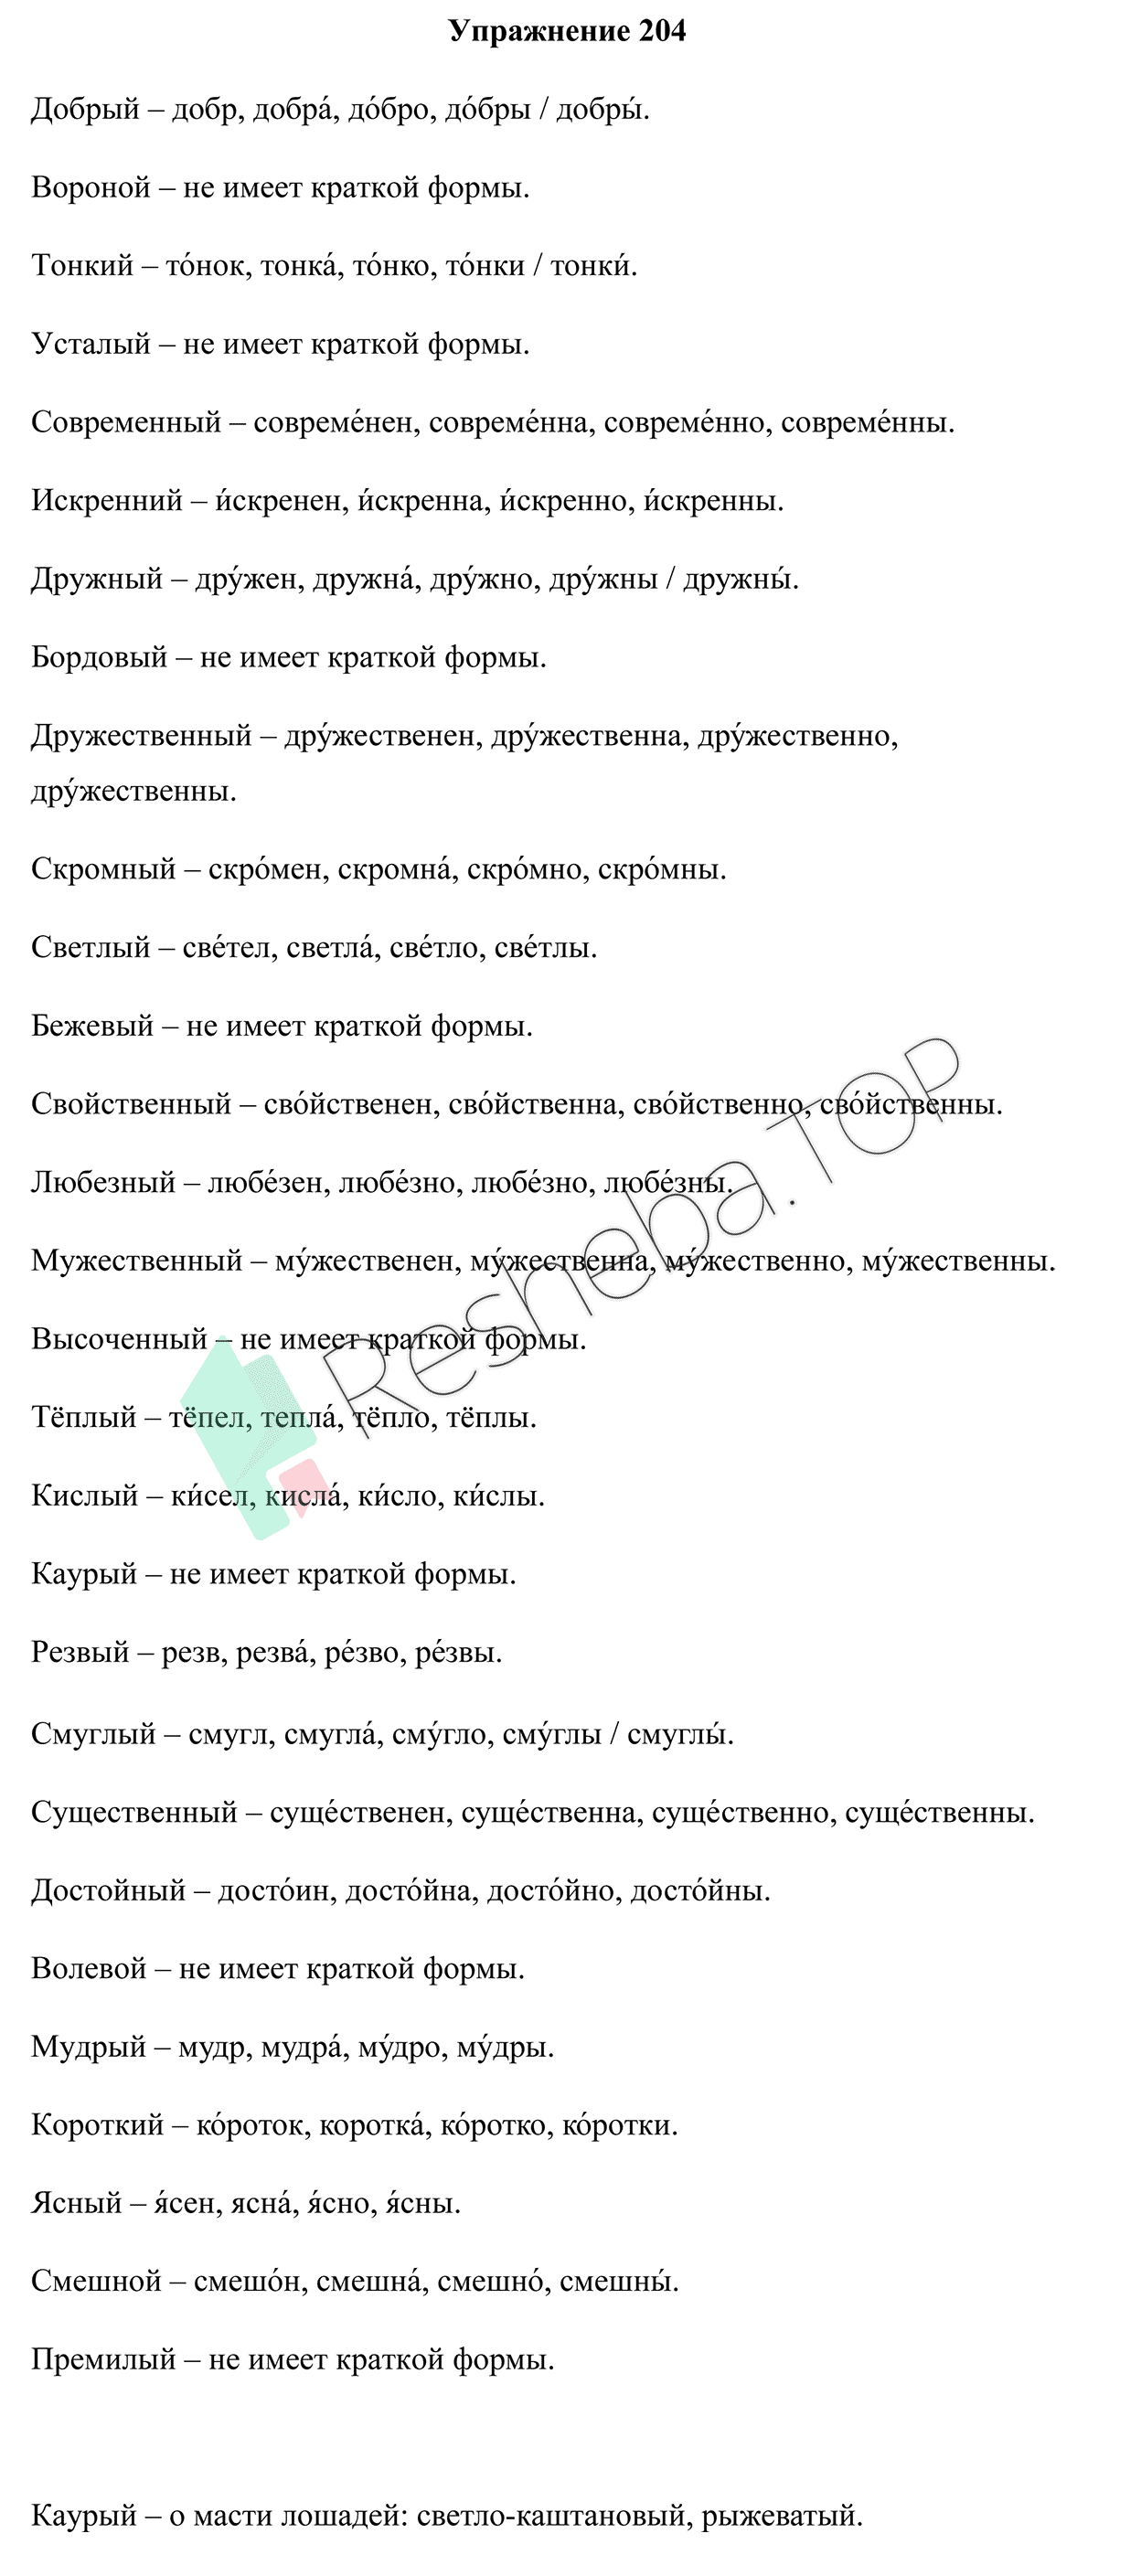 Упражнение 204
Добрый – добр, добра́, до́бро, до́бры / добры́.
Вороной – не имеет краткой формы.
Тонкий – то́нок, тонка́, то́нко, то́нки / тонки́.
Усталый – не имеет краткой формы.
Современный – совреме́нен, совреме́нна, совреме́нно, совреме́нны.
Искренний – и́скренен, и́скренна, и́скренно, и́скренны.
Дружный – дру́жен, дружна́, дру́жно, дру́жны / дружны́.
Бордовый – не имеет краткой формы.
Дружественный – дру́жественен, дру́жественна, дру́жественно,
дру́жественны.
Скромный – скро́мен, скромна́, скро́мно, скро́мны.
Светлый – све́тел, светла́, све́тло, све́тлы.
Бежевый – не имеет краткой формы.
Свойственный – сво́йственен, сво́йственна, сво́йственно, сво́йственны.
Любезный – любе́зен, любе́зно, любе́зно, любе́зны.
Мужественный – му́жественен, му́жественна, му́жественно, му́жественны.
Высоченный – не имеет краткой формы.
Тёплый – тёпел, тепла́, тёпло, тёплы.
Кислый – ки́сел, кисла́, ки́сло, ки́слы.
Каурый – не имеет краткой формы.
Резвый – резв, резва́, ре́зво, ре́звы.
Смуглый – смугл, смугла́, сму́гло, сму́глы / смуглы́.
Существенный – суще́ственен, суще́ственна, суще́ственно, суще́ственны.
Достойный – досто́ин, досто́йна, досто́йно, досто́йны.
Волевой – не имеет краткой формы.
Мудрый – мудр, мудра́, му́дро, му́дры.
Короткий – ко́роток, коротка́, ко́ротко, ко́ротки.
Ясный – я́сен, ясна́, я́сно, я́сны.
Смешной – смешо́н, смешна́, смешно́, смешны́.
Премилый – не имеет краткой формы.
Каурый – о масти лошадей: светло-каштановый, рыжеватый.
Resheba.TOP